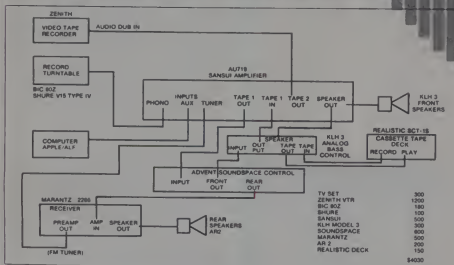 ZENITH
VIDEO TAPE
RECORDER
AUDIO DUB IN
RECORD
TURNTABLE
BIC 80Z
SHURE V15 TYPE IV
AU719
SANSUI AMPLIFIER
PHONO
INPUTS
AUX
TUNER
TAPE 1
OUT
TAPE 1
IN
TAPE 2
OUT
SPEAKER
OUT
KLH 3
FRONT
SPEAKERS
COMPUTER
APPLE-ALF
INPUT
OUT
PUT
SPEAKER
OUT
TAPE
OUT
TAPE
IN
KLH 3
ANALOG
BASS
CONTROL
REALISTIC SCT-15
CASSETTE TAPE
DECK
RECORD PLAY
ADVENT SOUNDSPACE CONTROL
INPUT
FRONT
OUT
REAR
OUT
MARANTZ 2265
RECEIVER
PREAMP
OUT
AMP
IN
SPEAKER
OUT
REAR
SPEAKERS
AR2
(FM TUNER)
TV SET 300
ZENITH VTR 1200
BIC 80Z 180
SHURE 100
SANSUI 500
KLH MODEL 3 300
SOUNDSPACE 600
MARANTZ 500
AR 2 200
REALISTIC DECK 150
$4030